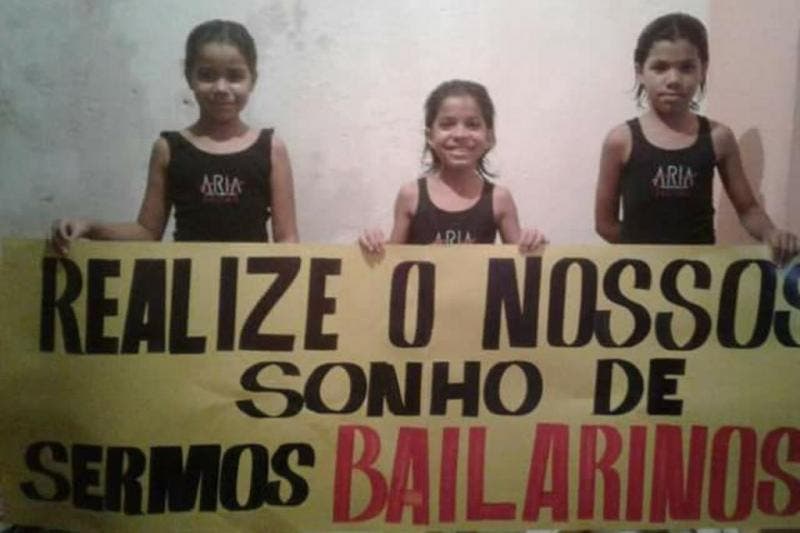 ARIA
ARIA
ARIA
REALIZE O NOSSOS
SONHO DE
SERMOS BAILARINOS